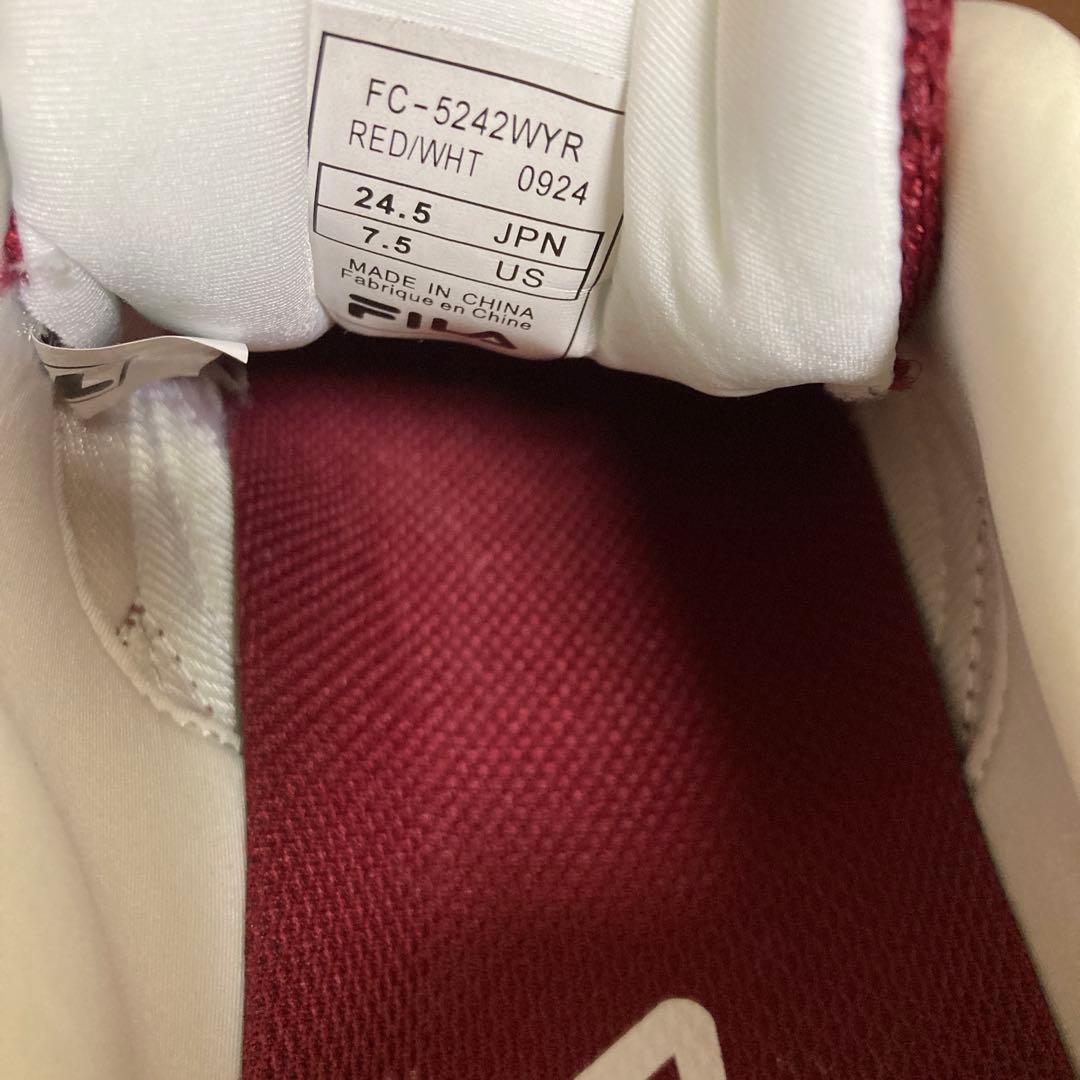 FC-5242WYR
RED/WHT 0924
24.5 JPN
7.5 US
MADE IN CHINA
Fabrique en Chine
FILA